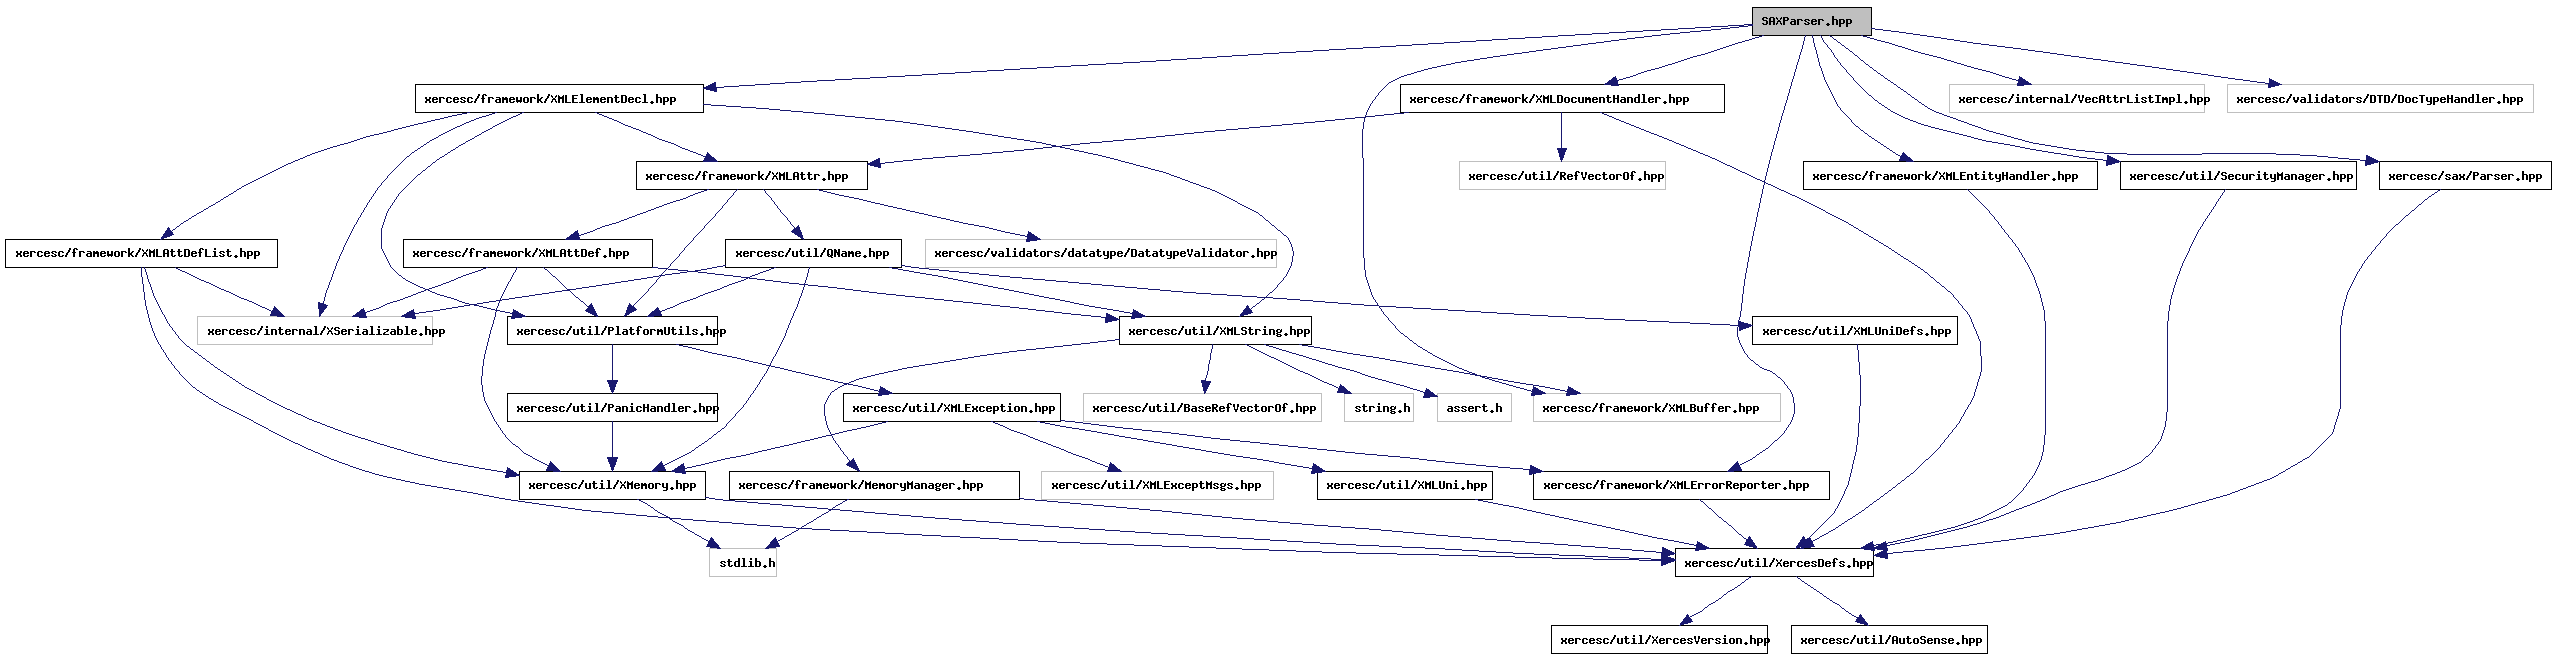 SAXParser.hpp
xercesc/framework/XMLElementDecl.hpp
xercesc/framework/XMLDocumentHandler.hpp
xercesc/internal/VecAttrListImpl.hpp
xercesc/validators/DTD/DocTypeHandler.hpp
xercesc/framework/XMLAttr.hpp
xercesc/util/RefVectorOf.hpp
xercesc/framework/XMLEntityHandler.hpp
xercesc/util/SecurityManager.hpp
xercesc/sax/Parser.hpp
xercesc/framework/XMLAttDefList.hpp
xercesc/framework/XMLAttDef.hpp
xercesc/util/QName.hpp
xercesc/validators/datatype/DatatypeValidator.hpp
xercesc/internal/XSerializable.hpp
xercesc/util/PlatformUtils.hpp
xercesc/util/XMLString.hpp
xercesc/util/XMLUniDefs.hpp
xercesc/util/PanicHandler.hpp
xercesc/util/XMLException.hpp
xercesc/util/BaseRefVectorOf.hpp
string.h
assert.h
xercesc/framework/XMLBuffer.hpp
xercesc/util/XMemory.hpp
xercesc/framework/MemoryManager.hpp
xercesc/util/XMLExceptMsgs.hpp
xercesc/util/XMLUni.hpp
xercesc/framework/XMLErrorReporter.hpp
stdlib.h
xercesc/util/XercesDefs.hpp
xercesc/util/XercesVersion.hpp
xercesc/util/AutoSense.hpp